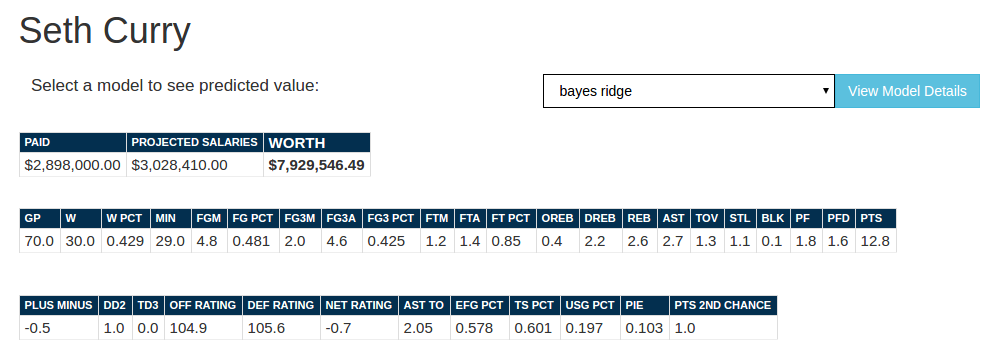 Seth Curry
Select a model to see predicted value: bayes ridge View Model Details
PAID PROJECTED SALARIES WORTH
$2,898,000.00 $3,028,410.00 $7,929,546.49
GP W W PCT MIN FGM FG PCT FG3M FG3A FG3 PCT FTM FTA FT PCT OREB DREB REB AST TOV STL BLK PF PFD PTS
70.0 30.0 0.429 29.0 4.8 0.481 2.0 4.6 0.425 1.2 1.4 0.85 0.4 2.2 2.6 2.7 1.3 1.1 0.1 1.8 1.6 12.8
PLUS MINUS DD2 TD3 OFF RATING DEF RATING NET RATING AST TO EFG PCT TS PCT USG PCT PIE PTS 2ND CHANCE
-0.5 1.0 0.0 104.9 105.6 -0.7 2.05 0.578 0.601 0.197 0.103 1.0